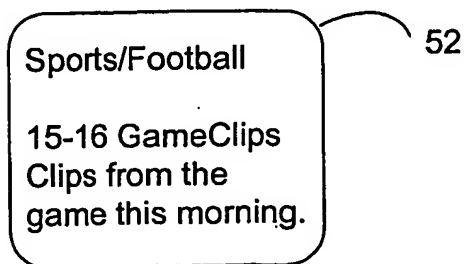 Sports/Football
52
15-16 GameClips
Clips from the
game this morning.